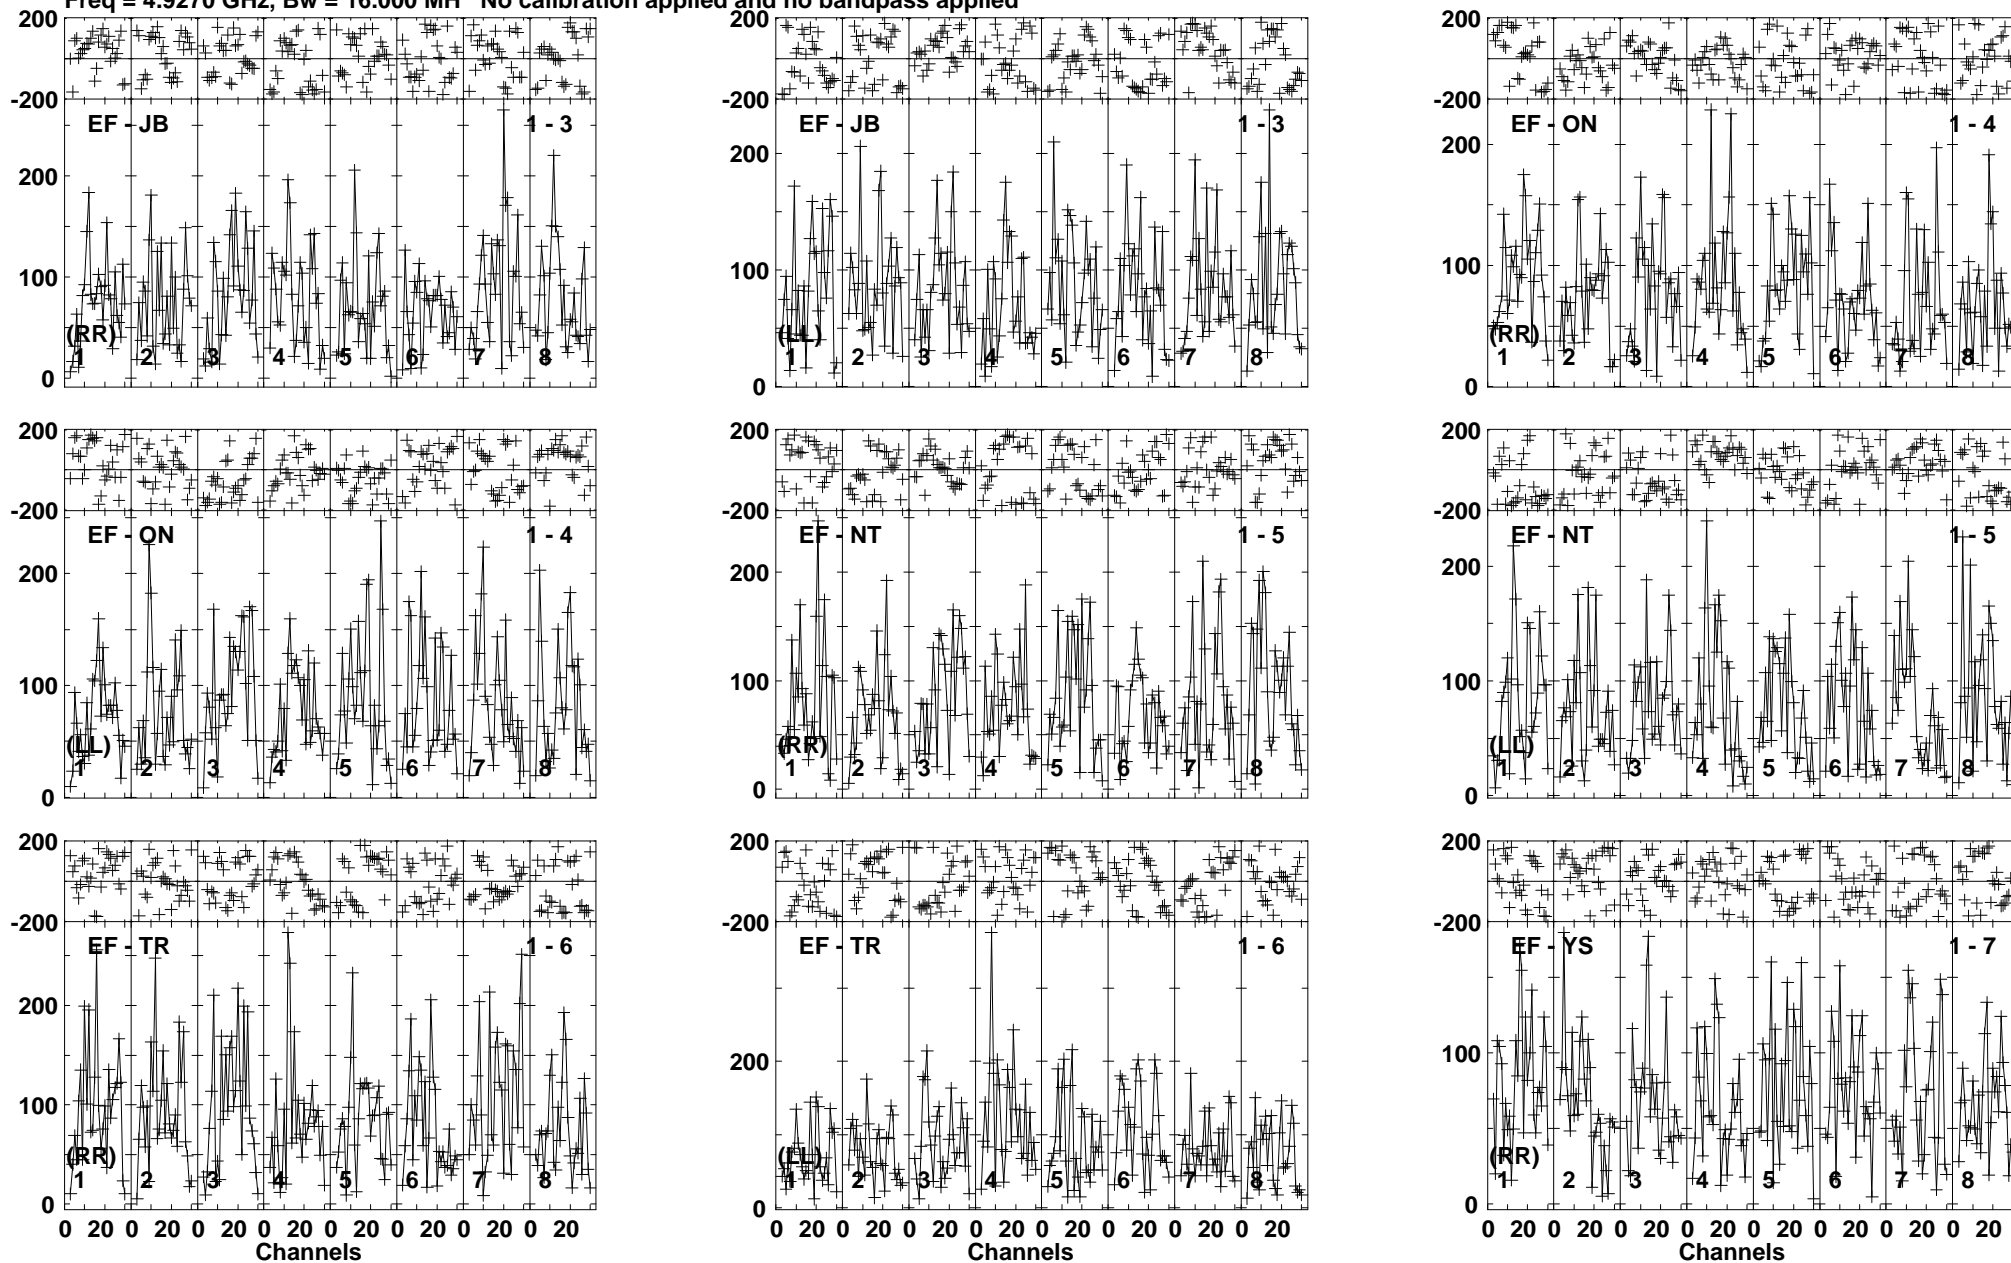 Freq = 4.9270 GHz, Bw = 16.000 MH No calibration applied and no bandpass applied
200 200 200
-200 -200 -200
EF - JB 1 - 3 EF - JB 1 - 3 EF - ON 1 - 4
200 200 200
100 100 100
(RR) (LL) (RR)
1 2 3 4 5 6 7 8 1 2 3 4 5 6 7 8 1 2 3 4 5 6 7 8
0 0 0
200 200 200
-200 -200 -200
EF - ON 1 - 4 EF - NT 1 - 5 EF - NT 1 - 5
200 200 200
100 100 100
(LL) (RR) (LL)
1 2 3 4 5 6 7 8 1 2 3 4 5 6 7 8 1 2 3 4 5 6 7 8
0 0 0
200 200 200
-200 -200 -200
EF - TR 1 - 6 EF - TR 1 - 6 EF - YS 1 - 7
200 200 100
100
(RR) (LL) (RR)
1 2 3 4 5 6 7 8 1 2 3 4 5 6 7 8 1 2 3 4 5 6 7 8
0 0 0
0 20 0 20 0 20 0 20 0 20 0 20 0 20 0 20 0 20 0 20 0 20 0 20 0 20 0 20 0 20 0 20 0 20 0 20 0 20 0 20 0 20 0 20 0 20 0 20
Channels Channels Channels